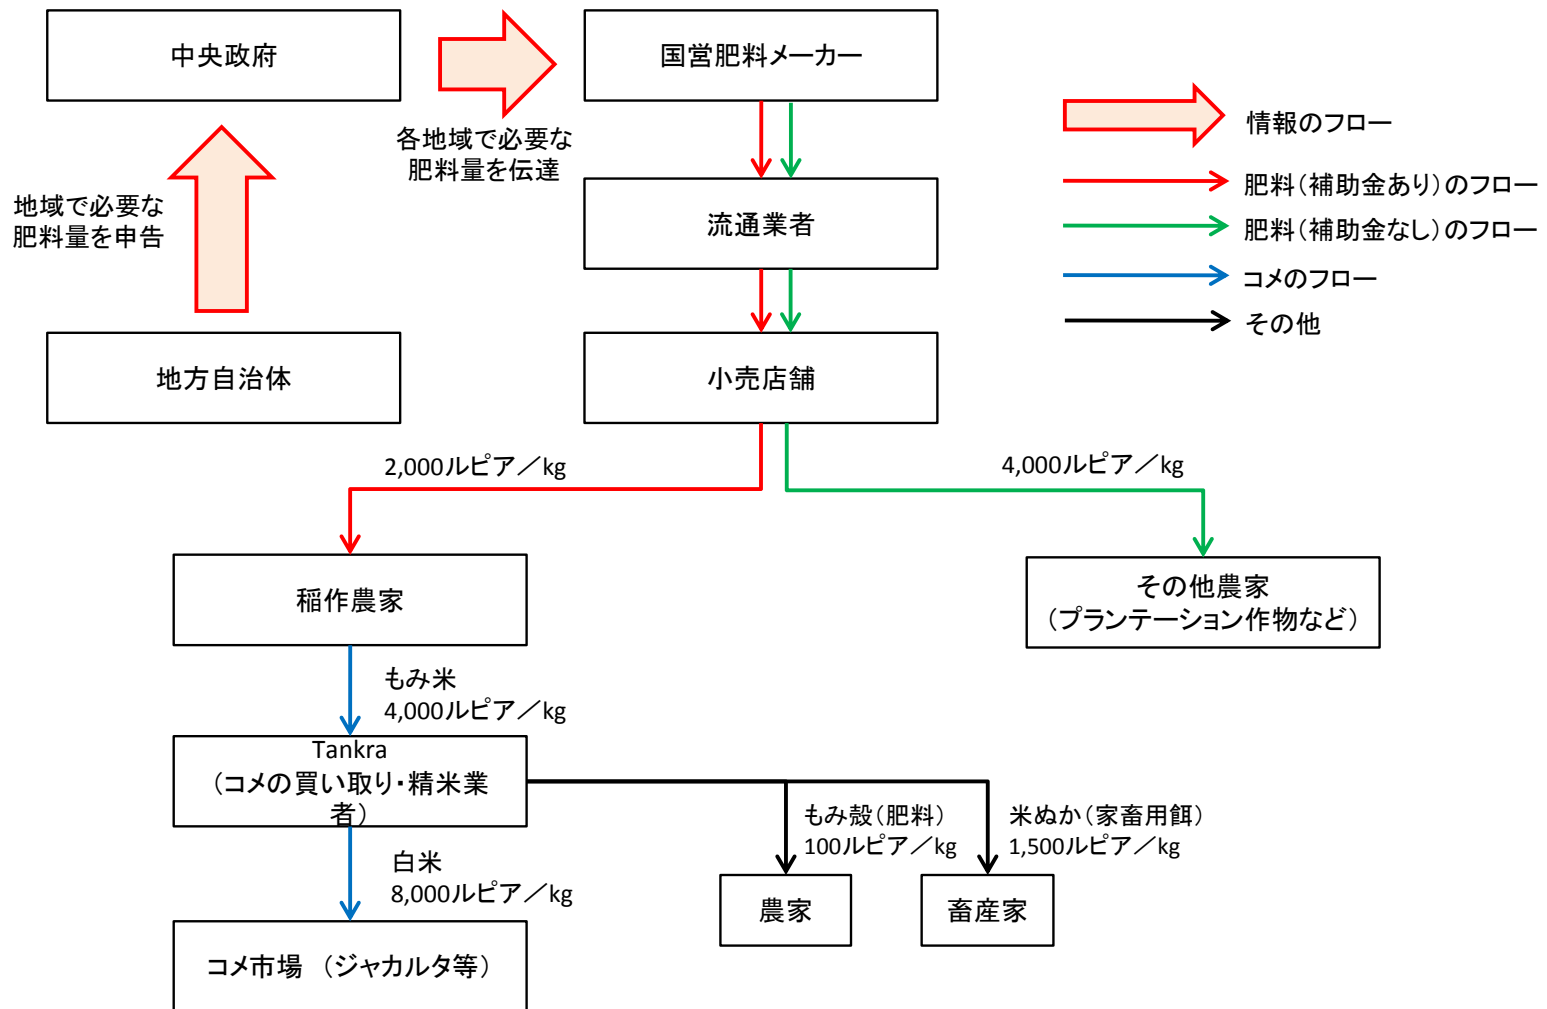 中央政府
国営肥料メーカー
各地域で必要な
肥料量を伝達
地域で必要な
肥料量を申告
流通業者
地方自治体
小売店舗
情報のフロー
肥料（補助金あり）のフロー
肥料（補助金なし）のフロー
コメのフロー
その他
2,000ルピア／kg
4,000ルピア／kg
稲作農家
その他農家
（プランテーション作物など）
もみ米
4,000ルピア／kg
Tankra
（コメの買い取り・精米業
者）
もみ殻（肥料）
100ルピア／kg
米ぬか（家畜用餌）
1,500ルピア／kg
白米
8,000ルピア／kg
農家
畜産家
コメ市場　（ジャカルタ等）